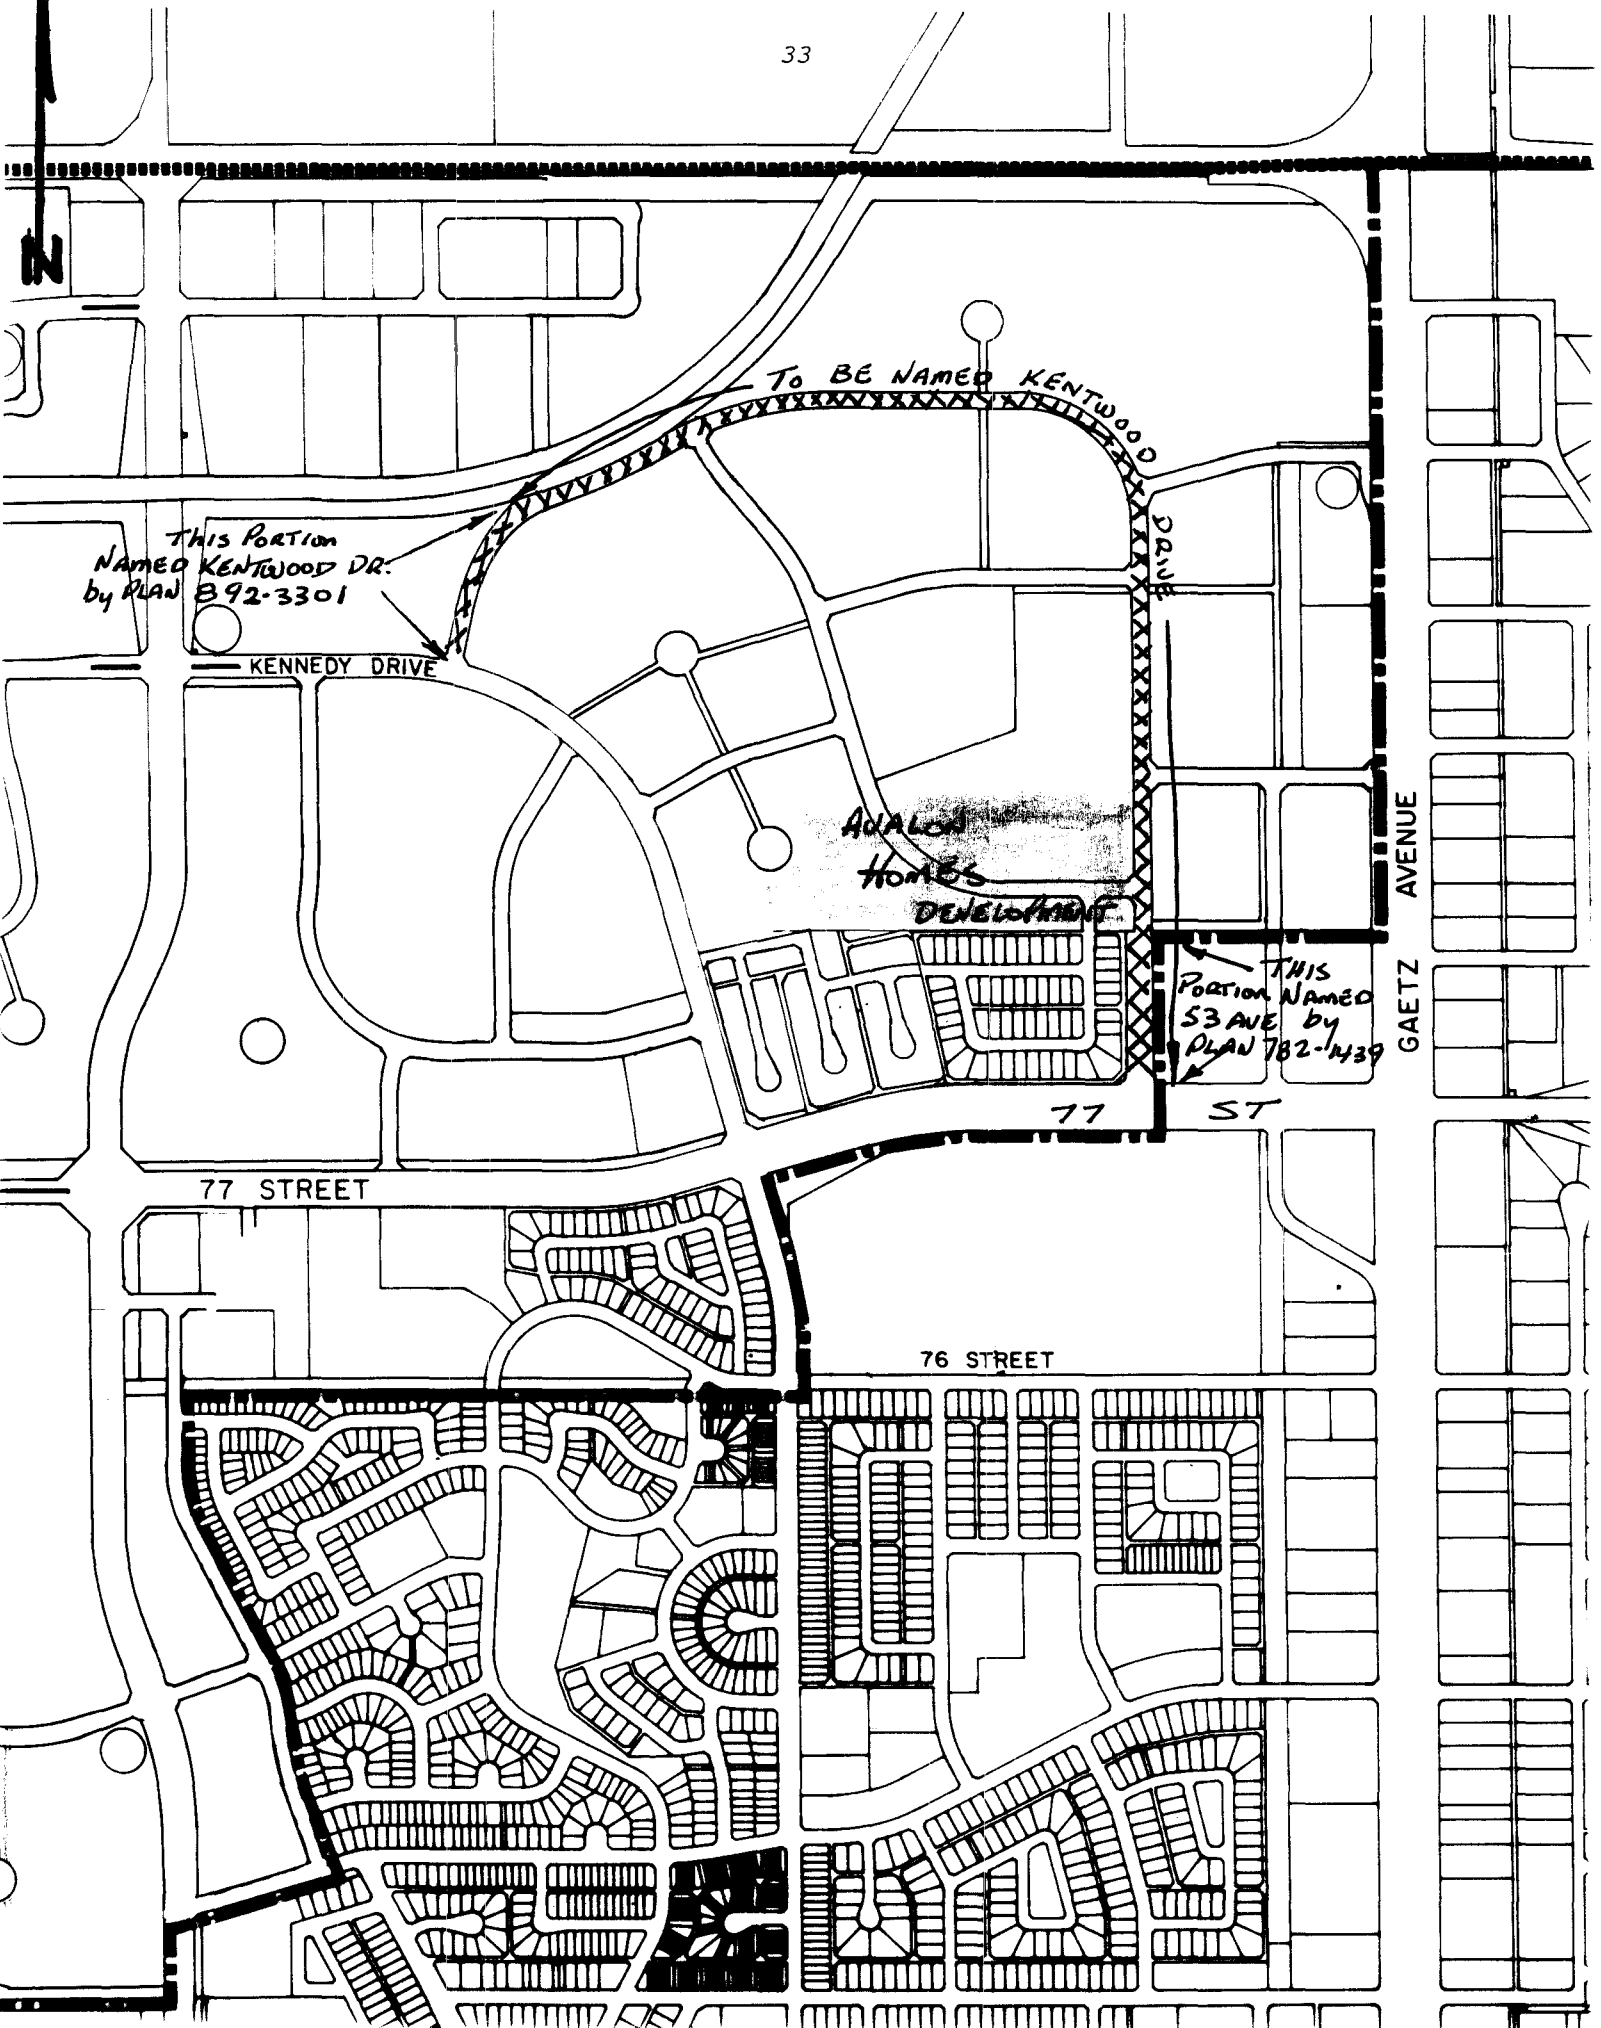 33
N
TO BE NAMED KENTWOOD DRIVE
THIS PORTION
NAMED KENTWOOD DR.
by PLAN 892-3301
KENNEDY DRIVE
AVALON
HOMES
DEVELOPMENT
GAETZ AVENUE
THIS
PORTION NAMED
53 AVE by
PLAN 782-1439
77 ST
77 STREET
76 STREET